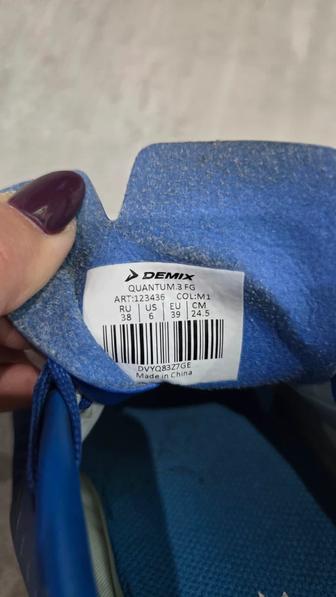 DEMIX
QUANTUM.3 FG
ART:123436 COL:M1
RU US EU CM
38 6 39 24.5
DVYQ83Z7GE
Made in China